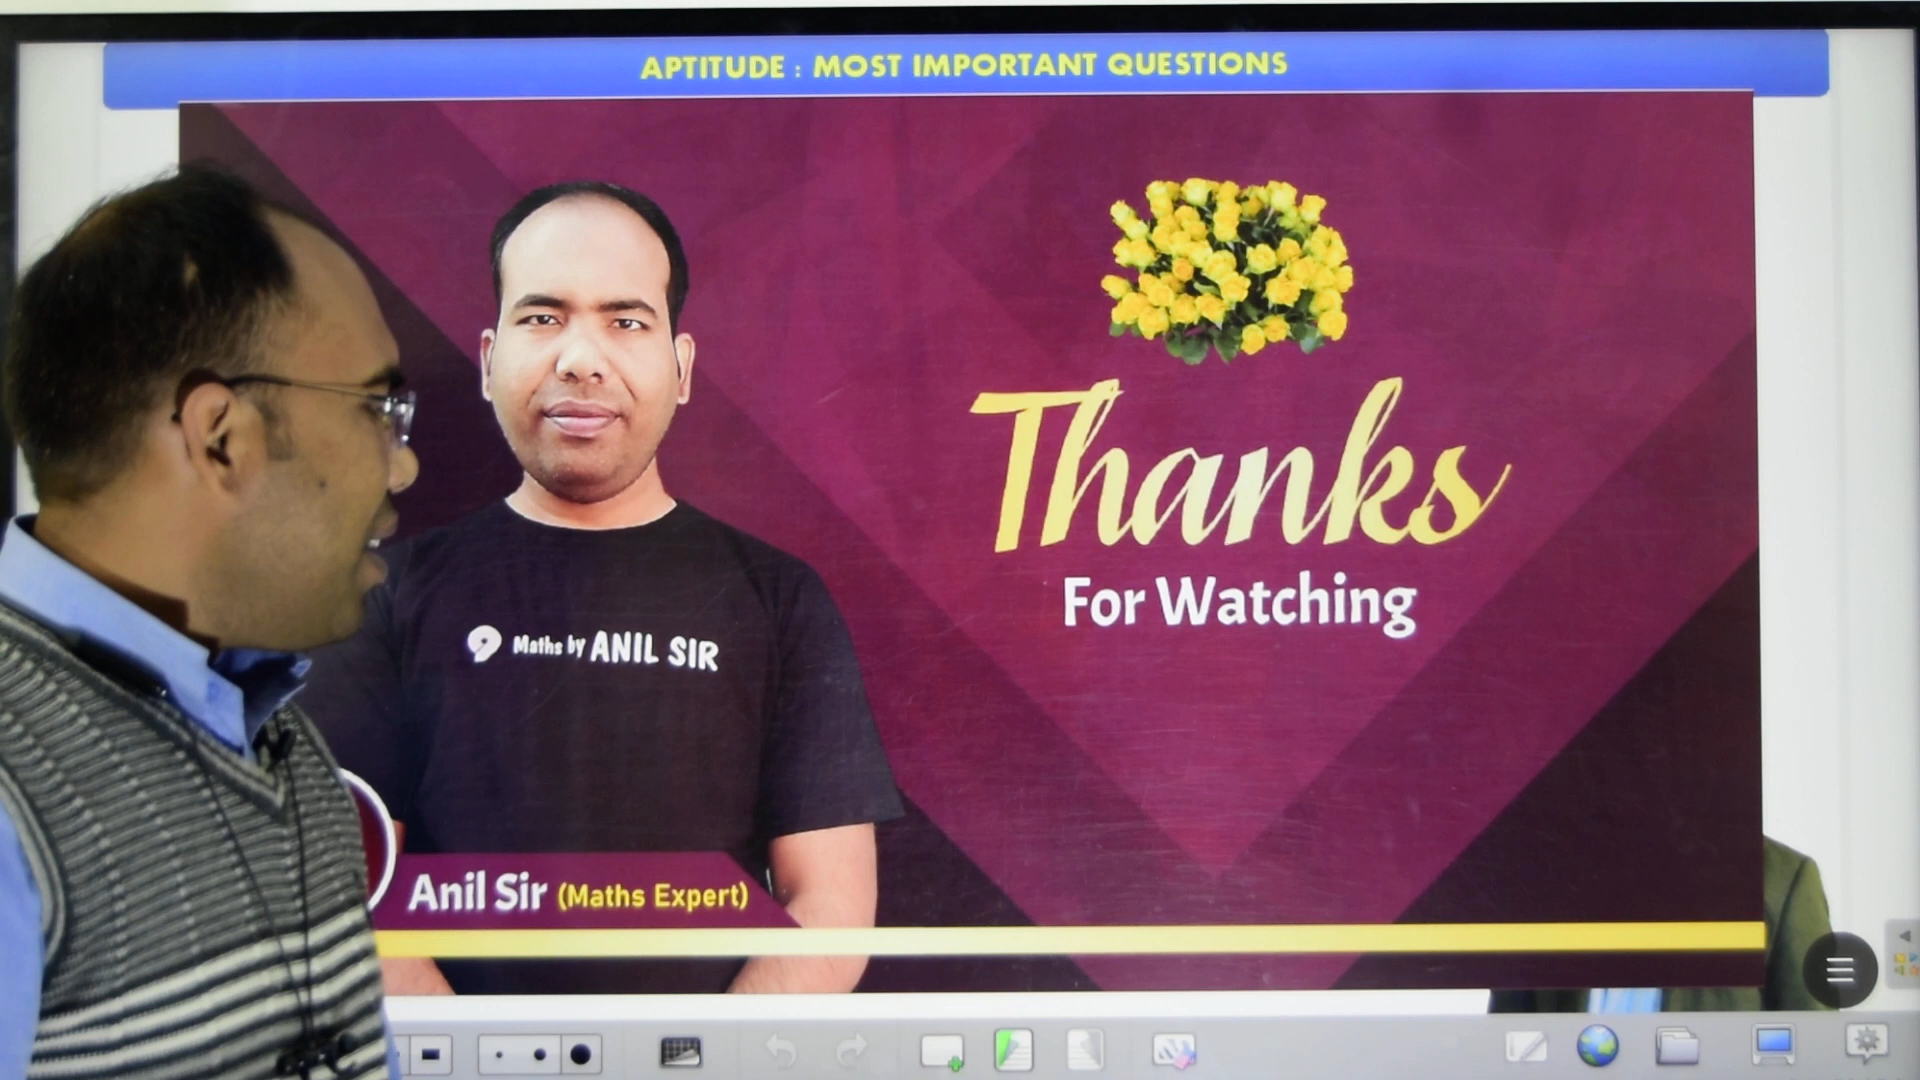 APTITUDE : MOST IMPORTANT QUESTIONS
Thanks
For Watching
Maths by ANIL SIR
Anil Sir (Maths Expert)